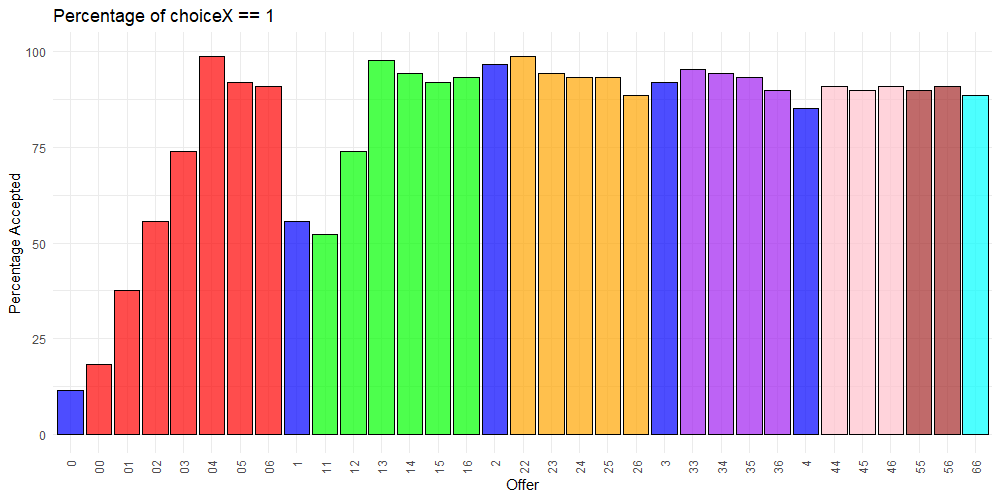 Percentage of choiceX == 1
Percentage Accepted
100
75
50
25
0
0 00 01 02 03 04 05 06 1 11 12 13 14 15 16 2 22 23 24 25 26 3 33 34 35 36 4 44 45 46 55 56 66
Offer